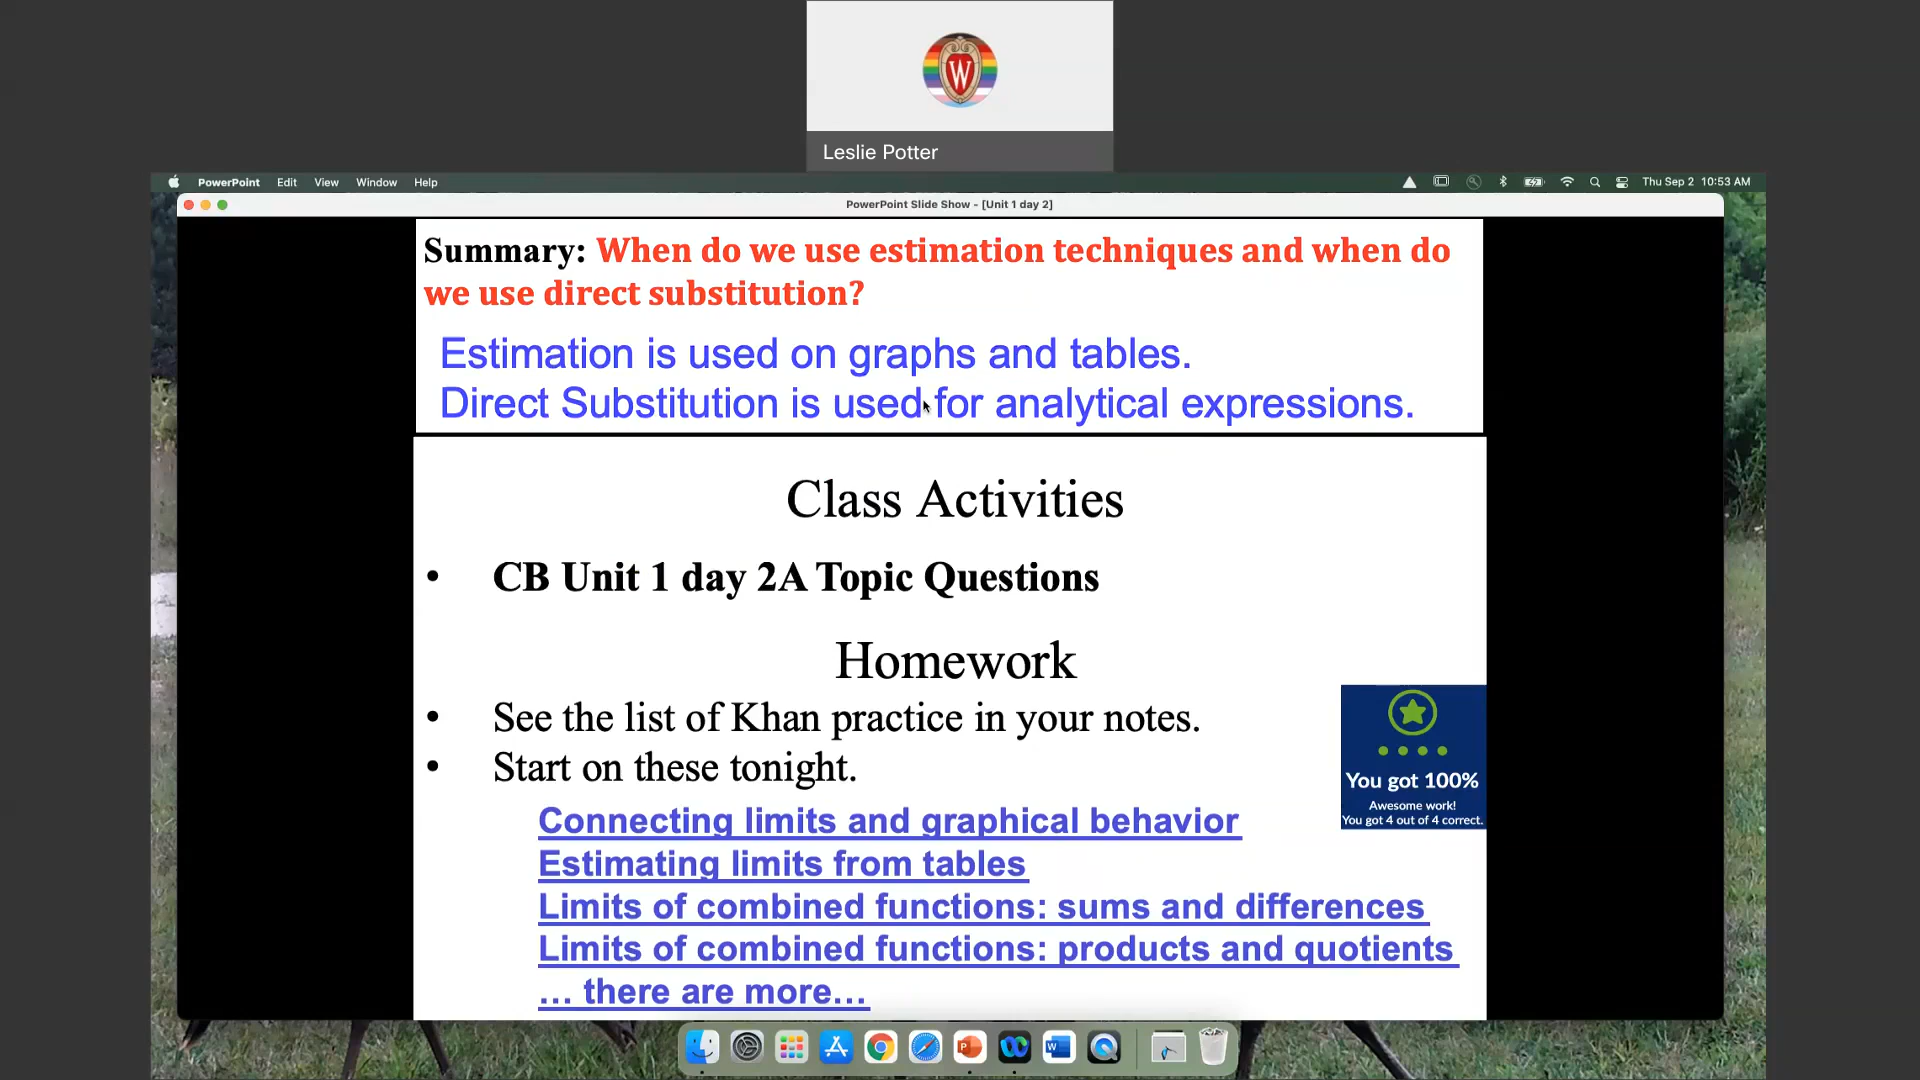 W
Leslie Potter
PowerPoint Edit View Window Help Thu Sep 2 10:53 AM
PowerPoint Slide Show - [Unit 1 day 2]
Summary: When do we use estimation techniques and when do
we use direct substitution?
Estimation is used on graphs and tables.
Direct Substitution is used for analytical expressions.
Class Activities
• CB Unit 1 day 2A Topic Questions
Homework
• See the list of Khan practice in your notes.
• Start on these tonight.
You got 100%
Awesome work!
You got 4 out of 4 correct.
Connecting limits and graphical behavior
Estimating limits from tables
Limits of combined functions: sums and differences
Limits of combined functions: products and quotients
... there are more...